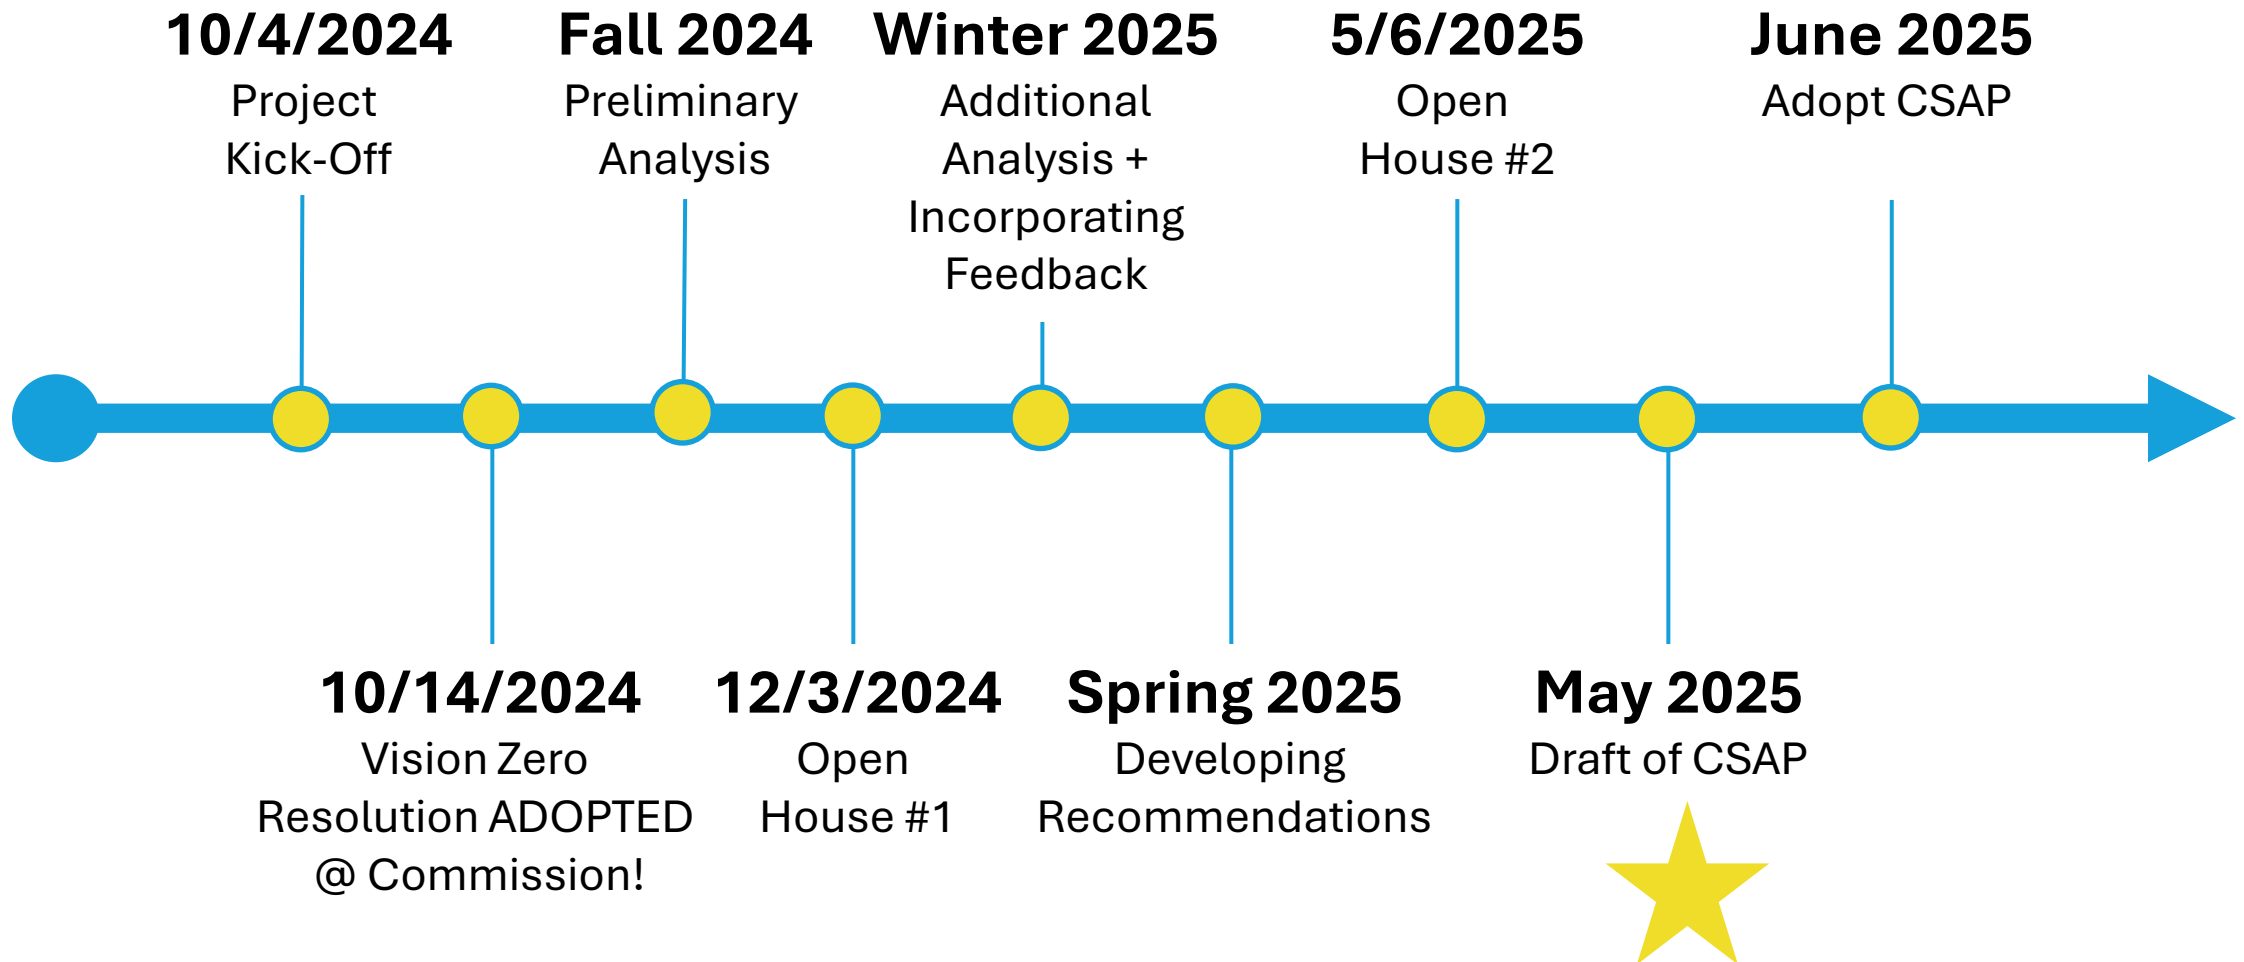 10/4/2024
Project
Kick-Off
10/14/2024
Vision Zero
Resolution ADOPTED
@ Commission!
Fall 2024
Preliminary
Analysis
12/3/2024
Open
House #1
Winter 2025
Additional
Analysis +
Incorporating
Feedback
Spring 2025
Developing
Recommendations
5/6/2025
Open
House #2
May 2025
Draft of CSAP
June 2025
Adopt CSAP